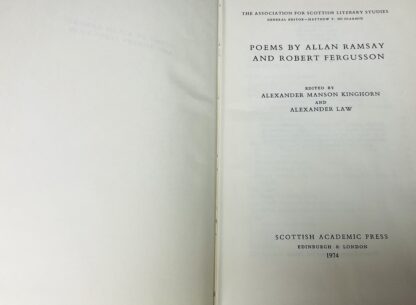 THE ASSOCIATION FOR SCOTTISH LITERARY STUDIES
GENERAL EDITOR—MATTHEW P. MCDIARMID
POEMS BY ALLAN RAMSAY
AND ROBERT FERGUSSON
EDITED BY
ALEXANDER MANSON KINGHORN
AND
ALEXANDER LAW
SCOTTISH ACADEMIC PRESS
EDINBURGH & LONDON
1974